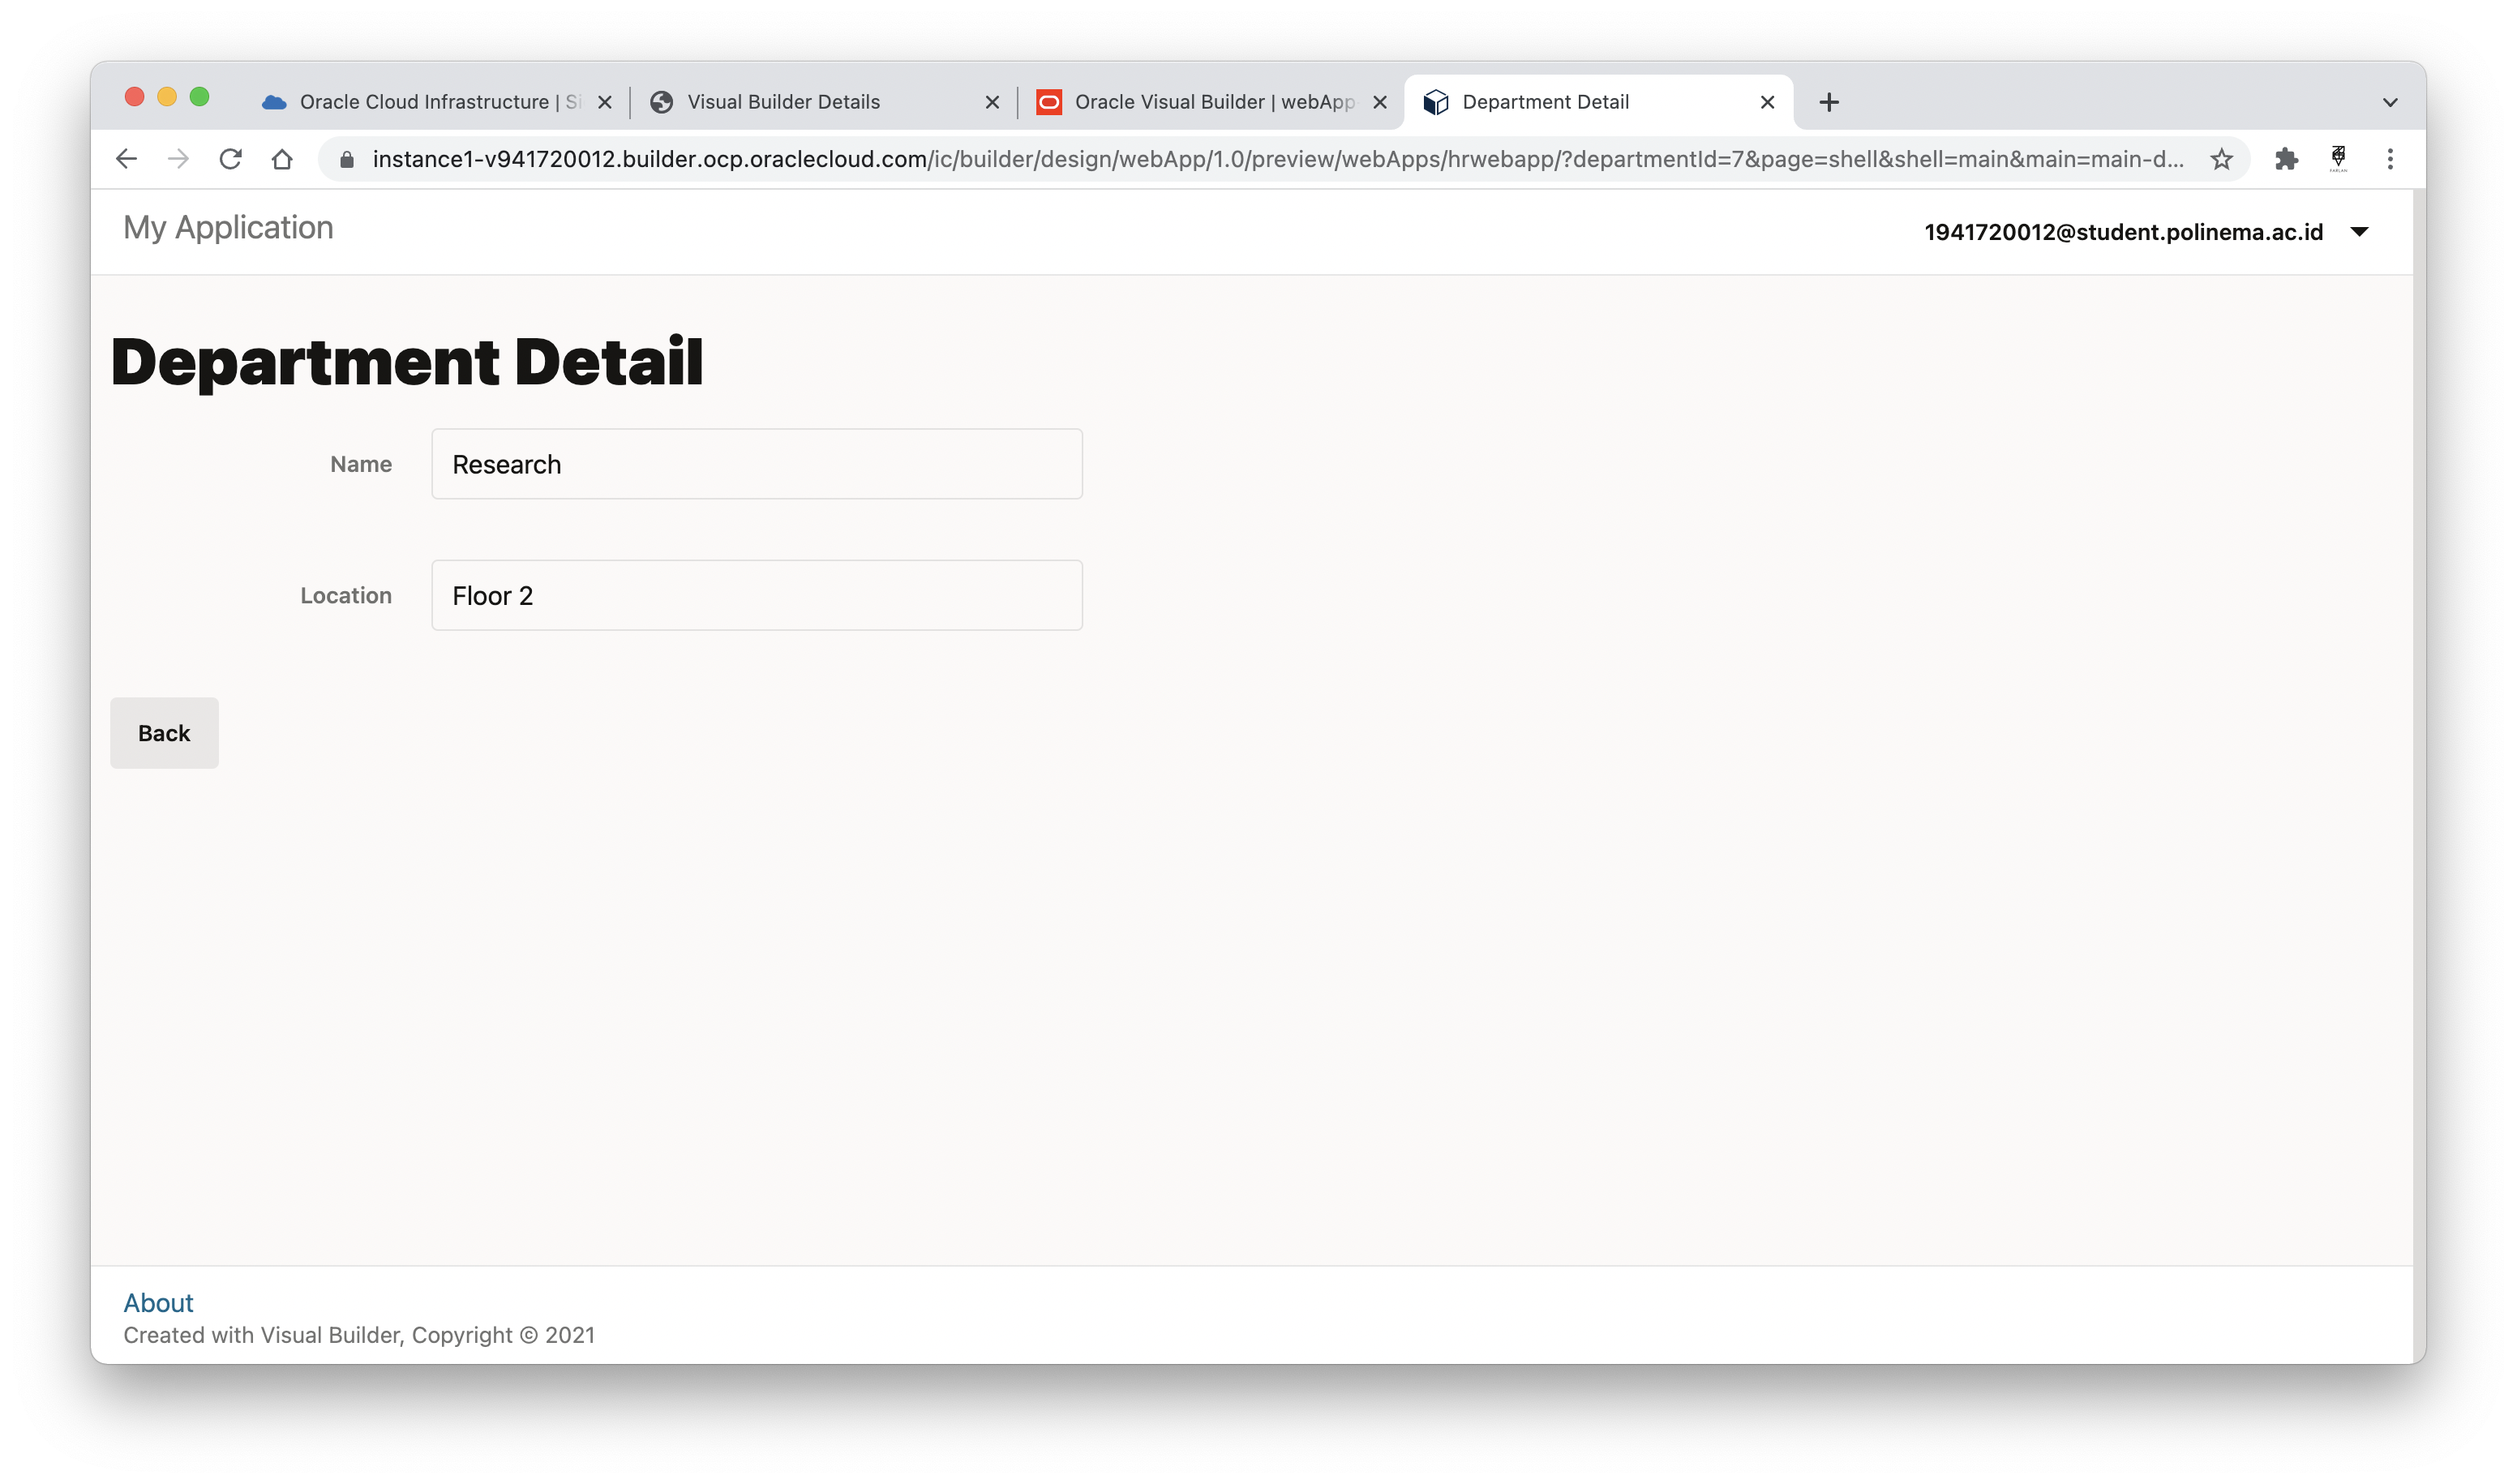 Oracle Cloud Infrastructure | Si
Visual Builder Details
Oracle Visual Builder | webApp
Department Detail
instance1-v941720012.builder.ocp.oraclecloud.com/ic/builder/design/webApp/1.0/preview/webApps/hrwebapp/?departmentId=7&page=shell&shell=main&main=main-d...
My Application
1941720012@student.polinema.ac.id
Department Detail
Name
Research
Location
Floor 2
Back
About
Created with Visual Builder, Copyright © 2021